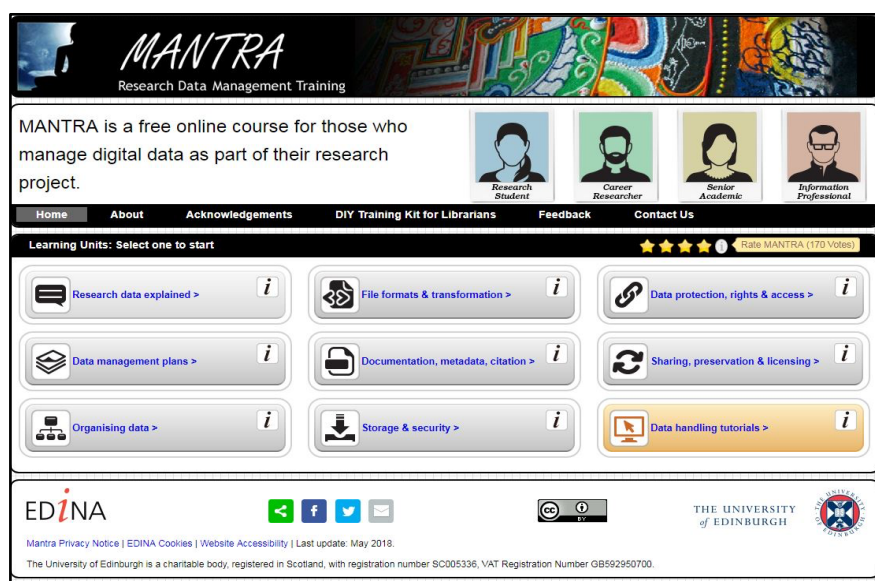 MANTRA
Research Data Management Training
MANTRA is a free online course for those who
manage digital data as part of their research
project.
Research
Student
Career
Researcher
Senior
Academic
Information
Professional
Home About Acknowledgements DIY Training Kit for Librarians Feedback Contact Us
Learning Units: Select one to start
Rate MANTRA (170 Votes)
Research data explained > i
File formats & transformation > i
Data protection, rights & access > i
Data management plans > i
Documentation, metadata, citation > i
Sharing, preservation & licensing > i
Organising data > i
Storage & security > i
Data handling tutorials > i
EDINA
f
cc BY
THE UNIVERSITY
of EDINBURGH
Mantra Privacy Notice | EDINA Cookies | Website Accessibility | Last update: May 2018.
The University of Edinburgh is a charitable body, registered in Scotland, with registration number SC005336, VAT Registration Number GB592950700.